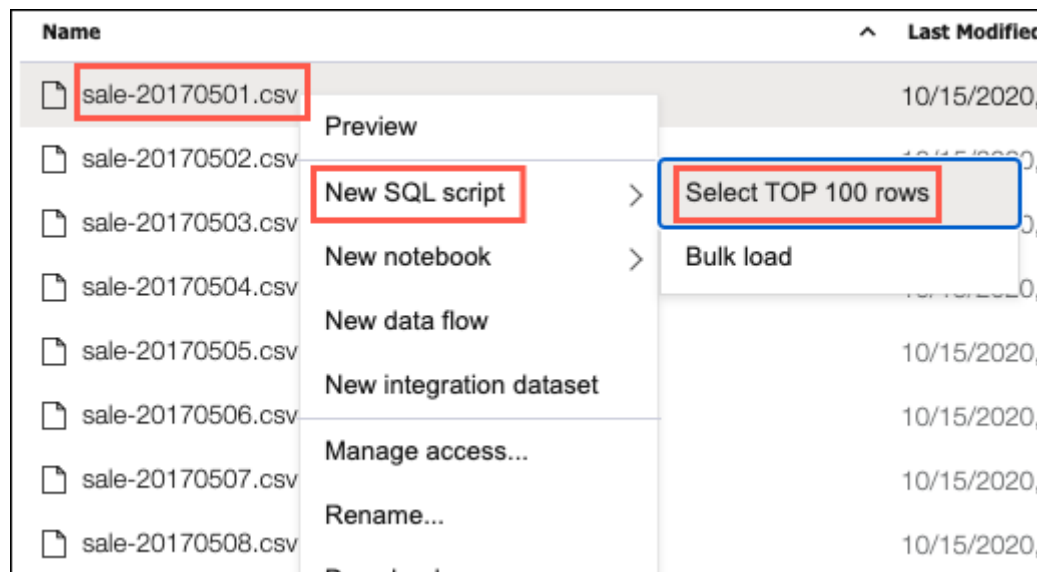 Name Last Modified
sale-20170501.csv 10/15/2020,
Preview
sale-20170502.csv
New SQL script Select TOP 100 rows
sale-20170503.csv
New notebook Bulk load
sale-20170504.csv
New data flow
sale-20170505.csv 10/15/2020,
New integration dataset
sale-20170506.csv 10/15/2020,
Manage access...
sale-20170507.csv 10/15/2020,
Rename...
sale-20170508.csv 10/15/2020,